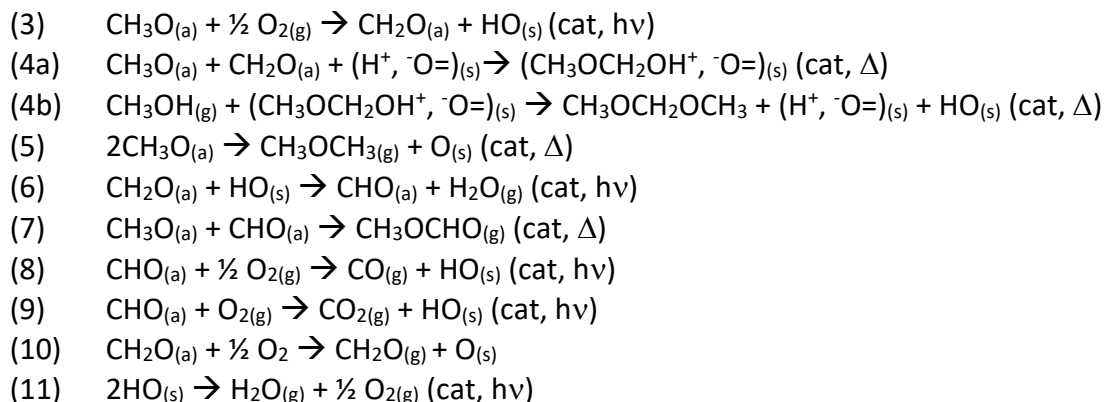 (3) CH₃O₍ₐ₎ + ½ O₂₍g₎ → CH₂O₍ₐ₎ + HO₍ₛ₎ (cat, hν)
(4a) CH₃O₍ₐ₎ + CH₂O₍ₐ₎ + (H⁺, ⁻O=)₍ₛ₎→ (CH₃OCH₂OH⁺, ⁻O=)₍ₛ₎ (cat, Δ)
(4b) CH₃OH₍g₎ + (CH₃OCH₂OH⁺, ⁻O=)₍ₛ₎ → CH₃OCH₂OCH₃ + (H⁺, ⁻O=)₍ₛ₎ + HO₍ₛ₎ (cat, Δ)
(5) 2CH₃O₍ₐ₎ → CH₃OCH₃₍g₎ + O₍ₛ₎ (cat, Δ)
(6) CH₂O₍ₐ₎ + HO₍ₛ₎ → CHO₍ₐ₎ + H₂O₍g₎ (cat, hν)
(7) CH₃O₍ₐ₎ + CHO₍ₐ₎ → CH₃OCHO₍g₎ (cat, Δ)
(8) CHO₍ₐ₎ + ½ O₂₍g₎ → CO₍g₎ + HO₍ₛ₎ (cat, hν)
(9) CHO₍ₐ₎ + O₂₍g₎ → CO₂₍g₎ + HO₍ₛ₎ (cat, hν)
(10) CH₂O₍ₐ₎ + ½ O₂ → CH₂O₍g₎ + O₍ₛ₎
(11) 2HO₍ₛ₎ → H₂O₍g₎ + ½ O₂₍g₎ (cat, hν)